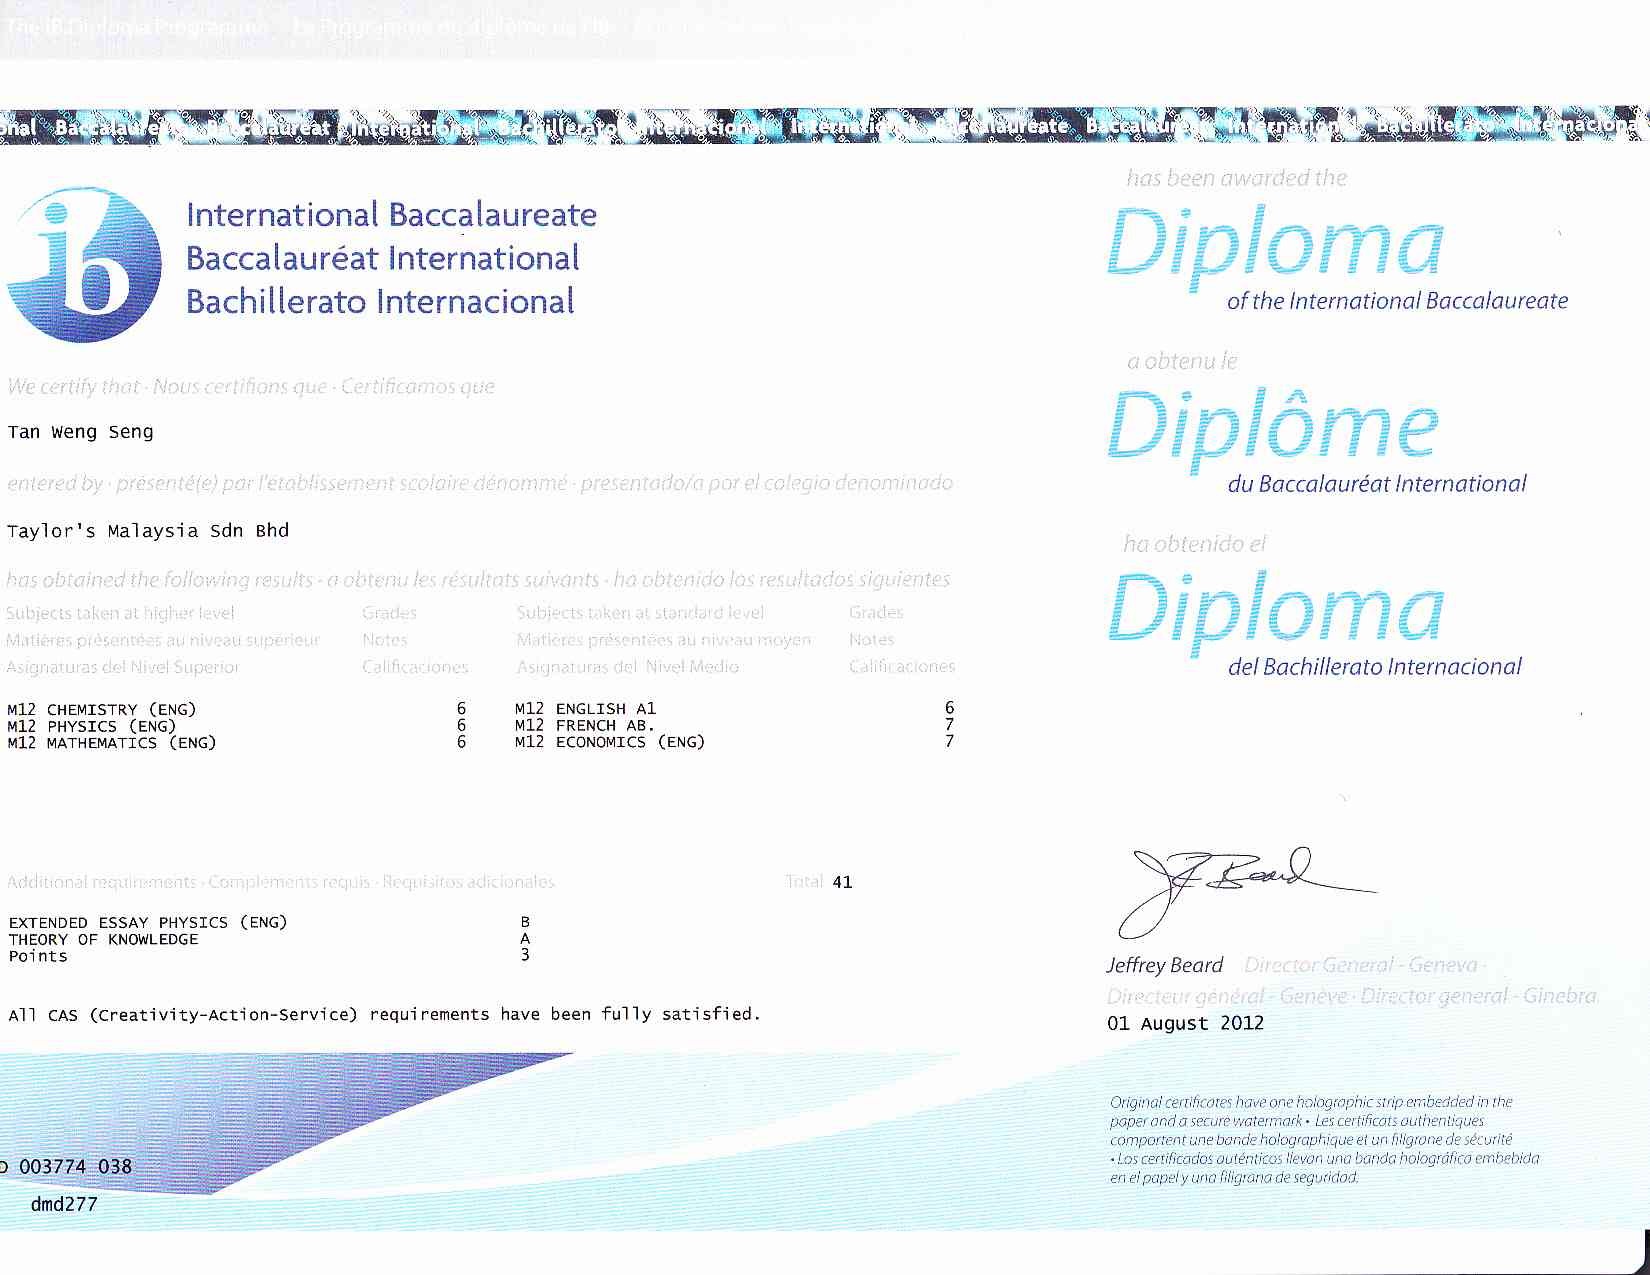 The IB Diploma Programme Le Programme du diplôme de l'IB
onal Baccalaureate Baccalauréat International Bachillerato Internacional International Baccalaureate Baccalauréat International Bachillerato Internacional
ib
International Baccalaureate
Baccalauréat International
Bachillerato Internacional
We certify that · Nous certifions que · Certificamos que
Tan Weng Seng
entered by · présenté(e) par l'établissement scolaire dénommé · presentado/a por el colegio denominado
Taylor's Malaysia Sdn Bhd
has obtained the following results · a obtenu les résultats suivants · ha obtenido los resultados siguientes
Subjects taken at higher level Grades Subjects taken at standard level Grades
Matières présentées au niveau supérieur Notes Matières présentées au niveau moyen Notes
Asignaturas del Nivel Superior Calificaciones Asignaturas del Nivel Medio Calificaciones
M12 CHEMISTRY (ENG) 6 M12 ENGLISH A1 6
M12 PHYSICS (ENG) 6 M12 FRENCH AB. 7
M12 MATHEMATICS (ENG) 6 M12 ECONOMICS (ENG) 7
Additional requirements · Compléments requis · Requisitos adicionales Total 41
EXTENDED ESSAY PHYSICS (ENG) B
THEORY OF KNOWLEDGE A
Points 3
All CAS (Creativity-Action-Service) requirements have been fully satisfied.
D 003774 038
dmd277
has been awarded the
Diploma
of the International Baccalaureate
a obtenu le
Diplôme
du Baccalauréat International
ha obtenido el
Diploma
del Bachillerato Internacional
J Beard
Jeffrey Beard Director General - Geneva -
Directeur général - Genève · Director general - Ginebra
01 August 2012
Original certificates have one holographic strip embedded in the
paper and a secure watermark • Les certificats authentiques
comportent une bande holographique et un filigrane de sécurité
• Los certificados auténticos llevan una banda holográfica embebida
en el papel y una filigrana de seguridad.